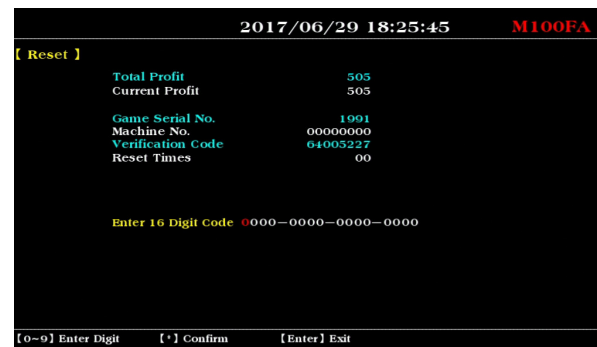 2017/06/29 18:25:45 M100FA
【 Reset 】
Total Profit 505
Current Profit 505
Game Serial No. 1991
Machine No. 00000000
Verification Code 64005227
Reset Times 00
Enter 16 Digit Code 0000—0000—0000—0000
【0~9】Enter Digit 【*】Confirm 【Enter】Exit